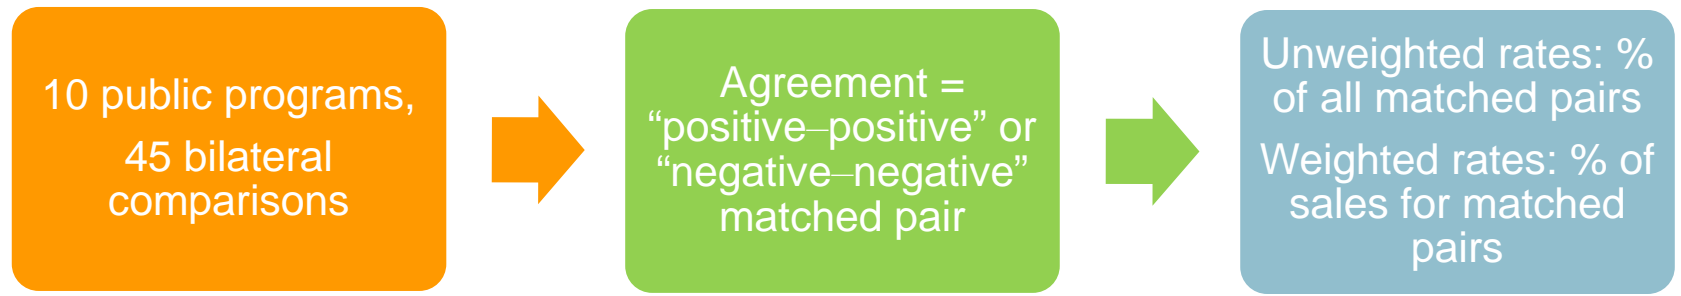 10 public programs,
45 bilateral
comparisons
Agreement =
“positive–positive” or
“negative–negative”
matched pair
Unweighted rates: %
of all matched pairs
Weighted rates: % of
sales for matched
pairs